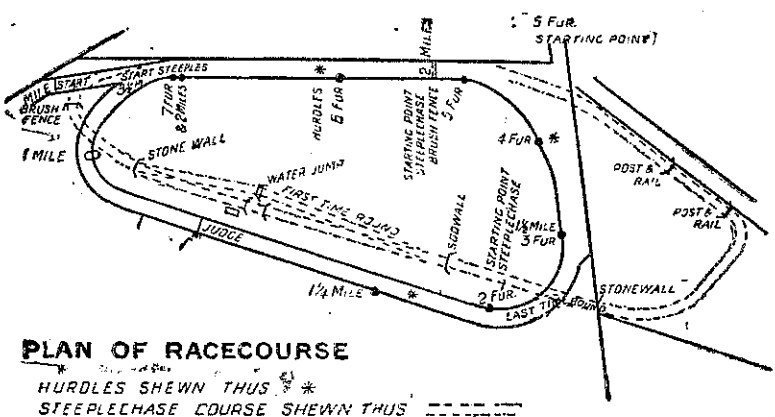 5 FUR.
STARTING POINT
START STEEPLES
MILE START
3½M
BRUSH
FENCE
1 MILE
7 FUR
& 2 MILES
HURDLES
6 FUR
STARTING POINT
STEEPLECHASE
BRUSH FENCE
2 MILE
5 FUR
4 FUR
POST &
RAIL
POST &
RAIL
STONE WALL
WATER JUMP
FIRST TIME ROUND
JUDGE
SODWALL
STARTING POINT
STEEPLECHASE
1½ MILE
3 FUR
1¼ MILE
2 FUR.
LAST TIME ROUND
STONEWALL
PLAN OF RACECOURSE
HURDLES SHEWN THUS *
STEEPLECHASE COURSE SHEWN THUS